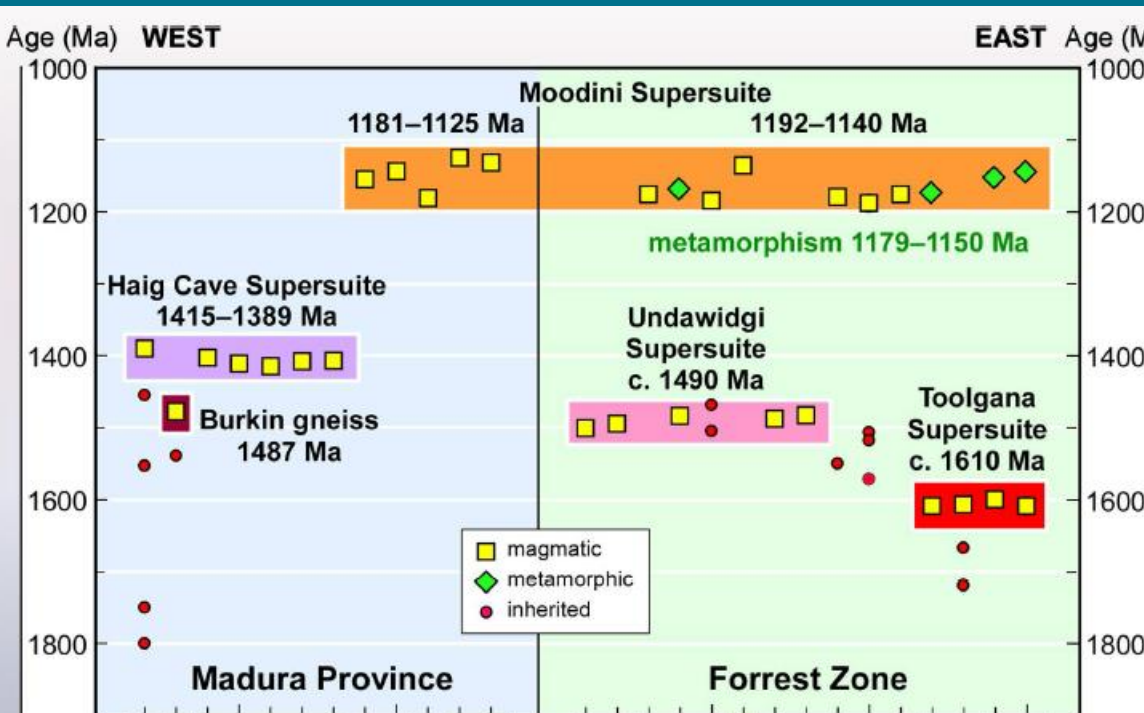 Age (Ma) WEST
EAST Age (M
1000
1000
Moodini Supersuite
1181–1125 Ma
1192–1140 Ma
1200
1200
metamorphism 1179–1150 Ma
Haig Cave Supersuite
1415–1389 Ma
Undawidgi
Supersuite
c. 1490 Ma
1400
1400
Burkin gneiss
1487 Ma
Toolgana
Supersuite
c. 1610 Ma
1600
1600
magmatic
metamorphic
inherited
1800
1800
Madura Province
Forrest Zone